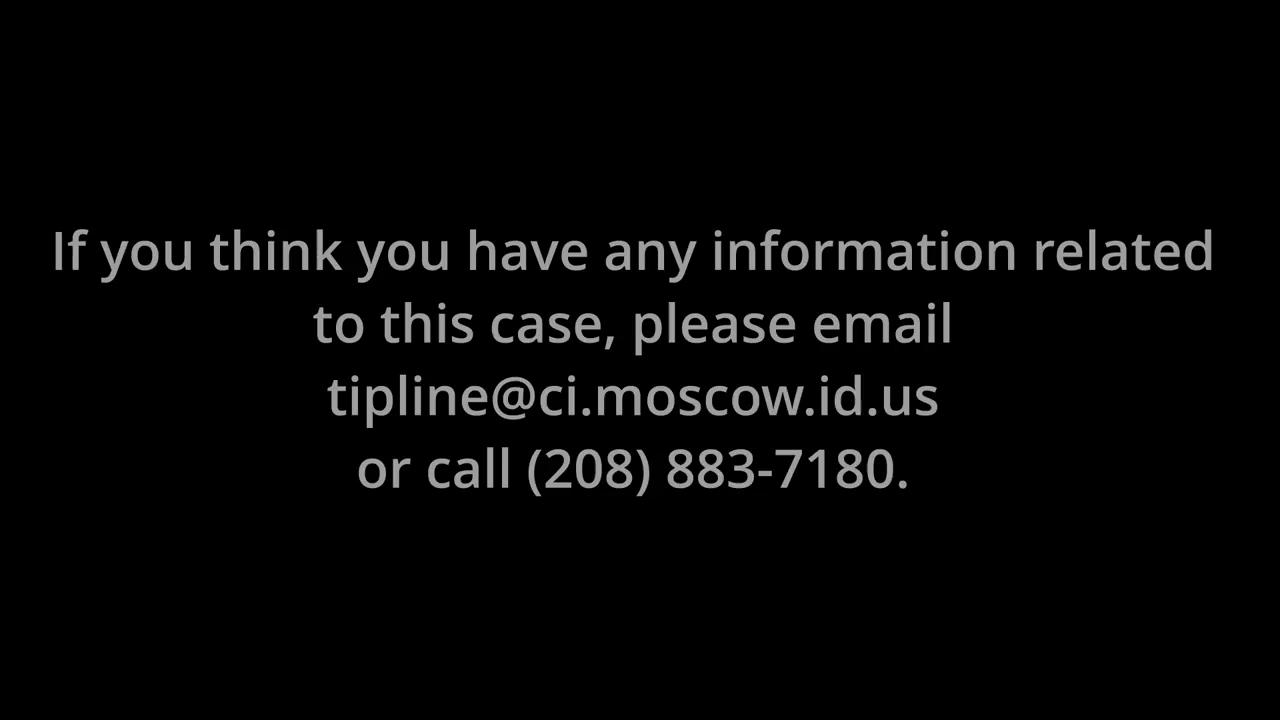 If you think you have any information related
to this case, please email
tipline@ci.moscow.id.us
or call (208) 883-7180.